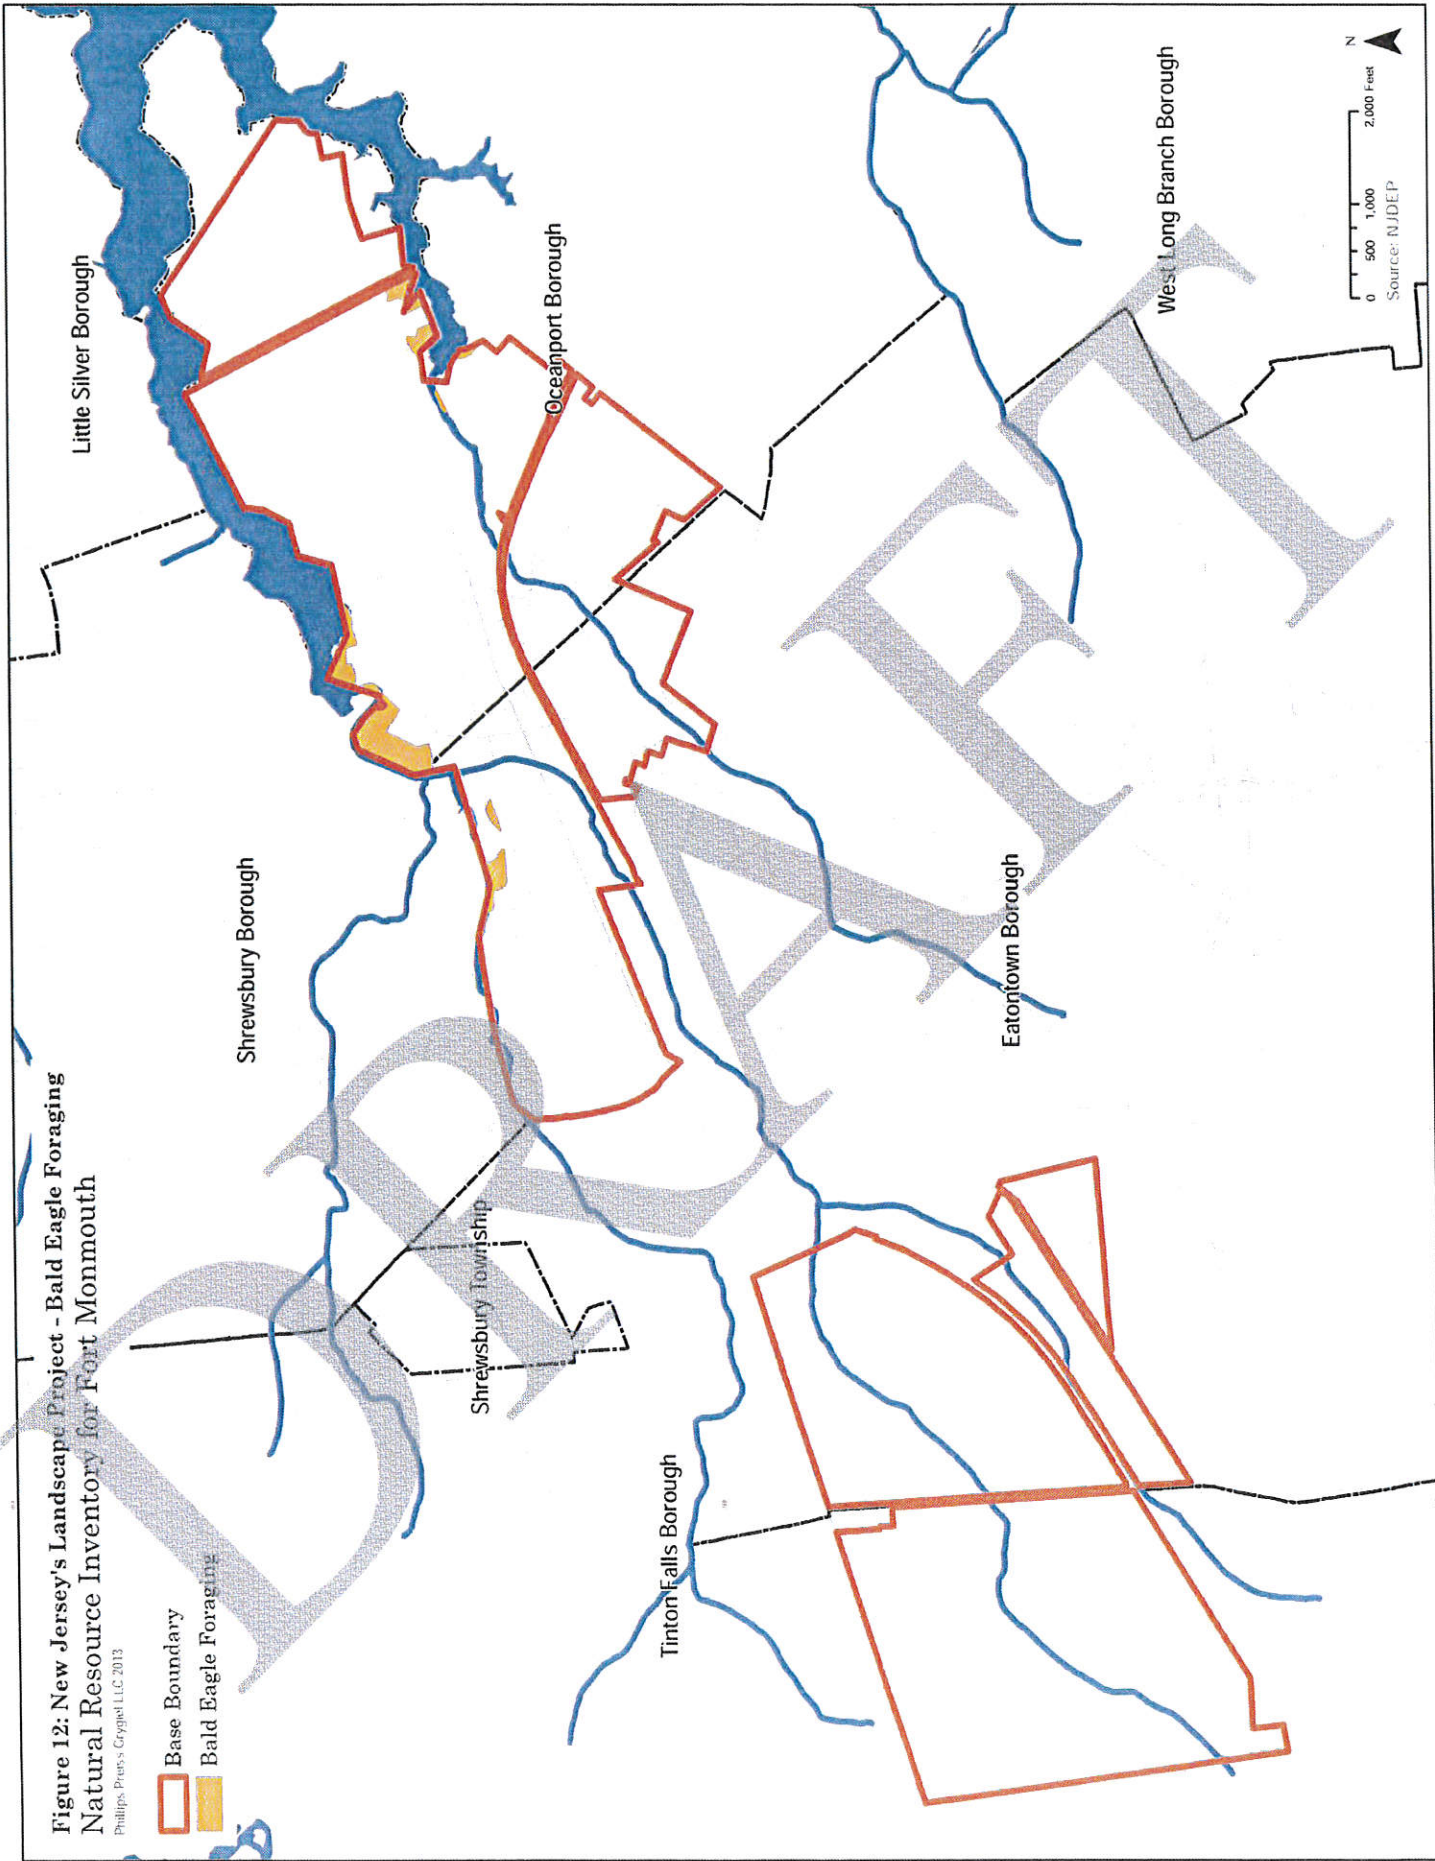 Figure 12: New Jersey's Landscape Project - Bald Eagle Foraging
Natural Resource Inventory for Fort Monmouth
Phillips Preiss Grygiel LLC 2013
Base Boundary
Bald Eagle Foraging
Little Silver Borough
Shrewsbury Borough
Oceanport Borough
Shrewsbury Township
Tinton Falls Borough
Eatontown Borough
West Long Branch Borough
DRAFT
N
0 500 1,000 2,000 Feet
Source: NJDEP